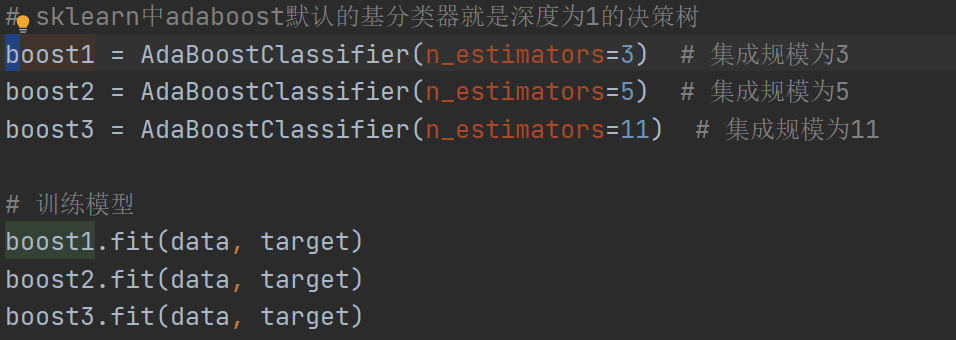 # sklearn中adaboost默认的基分类器就是深度为1的决策树
boost1 = AdaBoostClassifier(n_estimators=3)  # 集成规模为3
boost2 = AdaBoostClassifier(n_estimators=5)  # 集成规模为5
boost3 = AdaBoostClassifier(n_estimators=11)  # 集成规模为11
# 训练模型
boost1.fit(data, target)
boost2.fit(data, target)
boost3.fit(data, target)